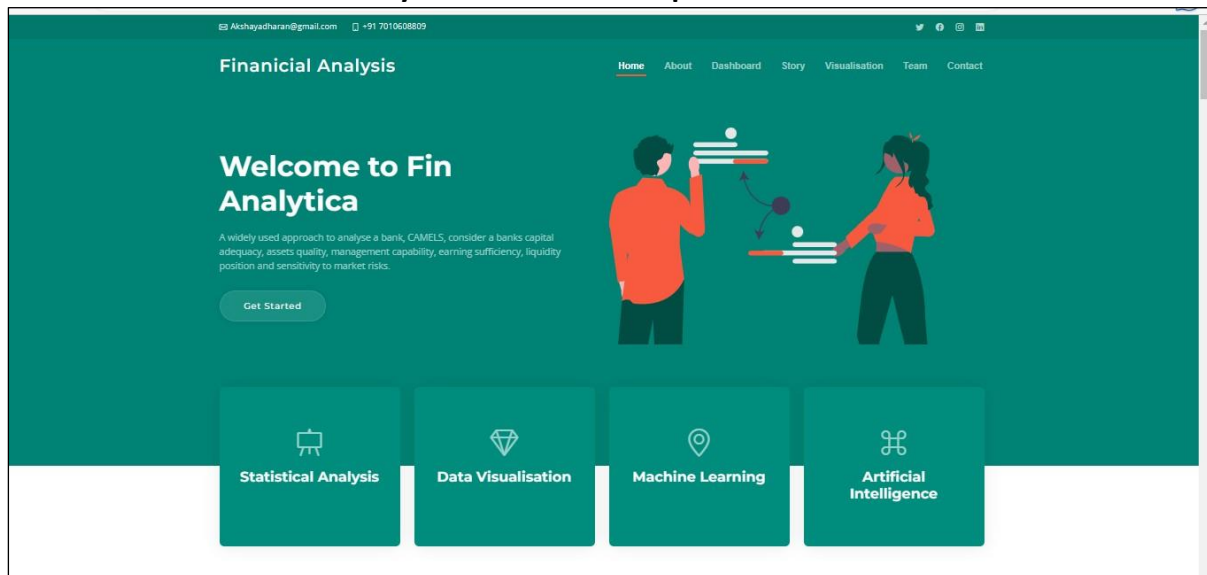 Akshayadharan@gmail.com +91 7010608809
Finanicial Analysis
Home About Dashboard Story Visualisation Team Contact
Welcome to Fin
Analytica
A widely used approach to analyse a bank, CAMELS, consider a banks capital
adequacy, assets quality, management capability, earning sufficiency, liquidity
position and sensitivity to market risks.
Get Started
Statistical Analysis
Data Visualisation
Machine Learning
Artificial
Intelligence